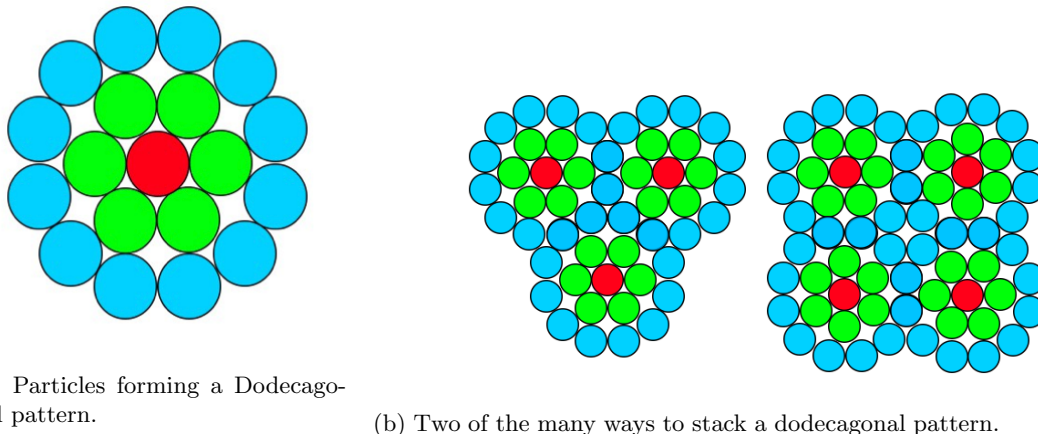 Particles forming a Dodecago-
l pattern.
(b) Two of the many ways to stack a dodecagonal pattern.